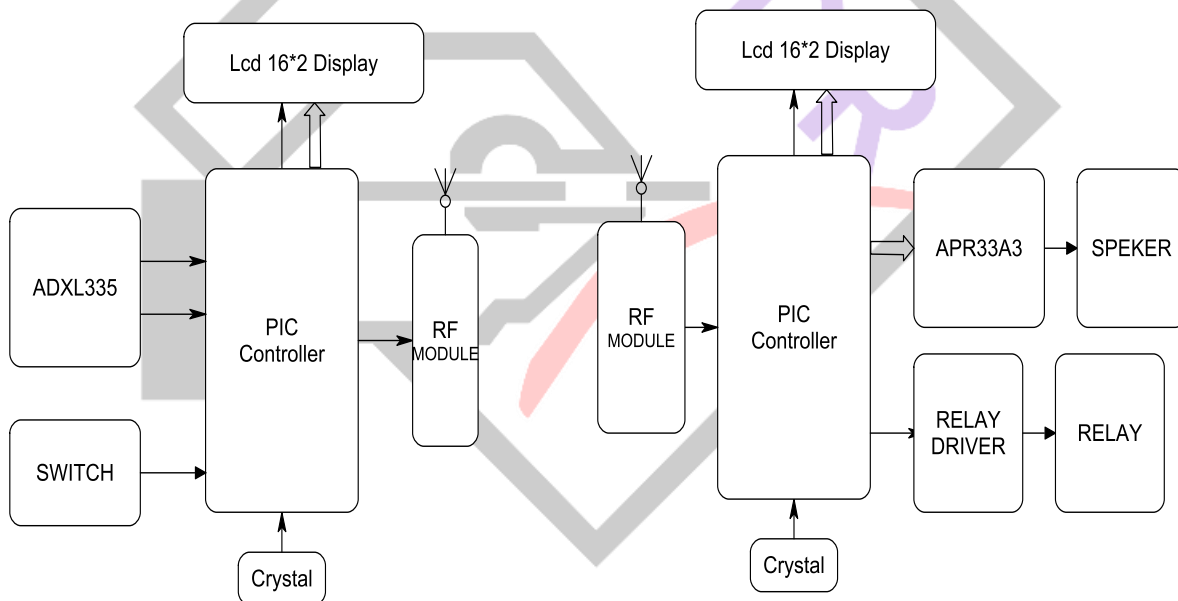 Lcd 16*2 Display
ADXL335
SWITCH
PIC
Controller
Crystal
RF
MODULE
Lcd 16*2 Display
RF
MODULE
PIC
Controller
Crystal
APR33A3
SPEKER
RELAY
DRIVER
RELAY
R